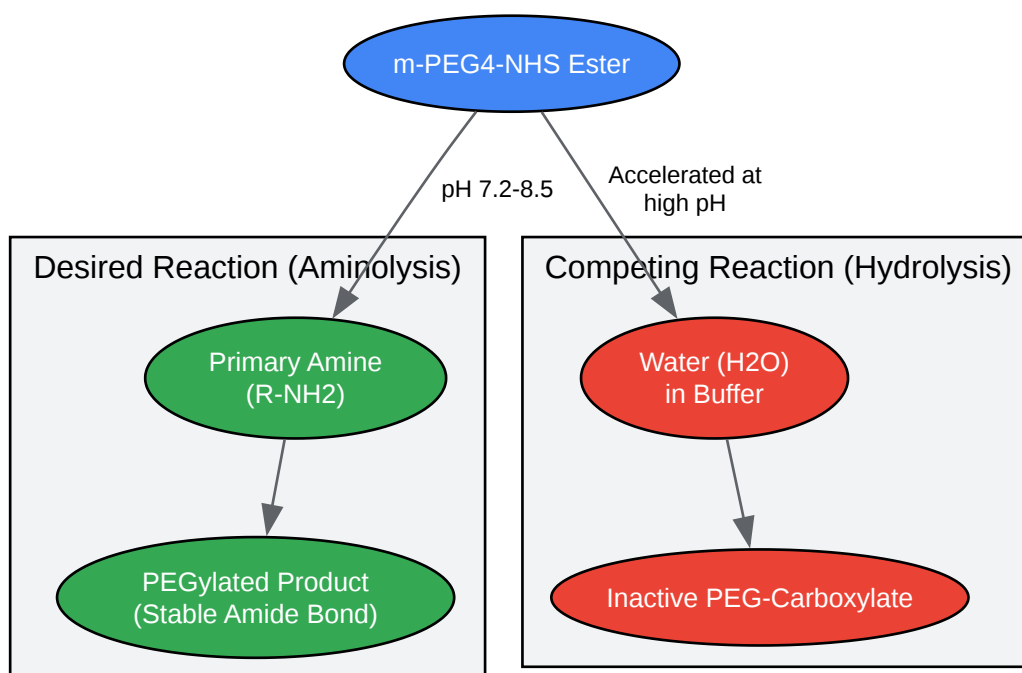 m-PEG4-NHS Ester
pH 7.2-8.5
Accelerated at
high pH
Desired Reaction (Aminolysis)
Primary Amine
(R-NH2)
PEGylated Product
(Stable Amide Bond)
Competing Reaction (Hydrolysis)
Water (H2O)
in Buffer
Inactive PEG-Carboxylate